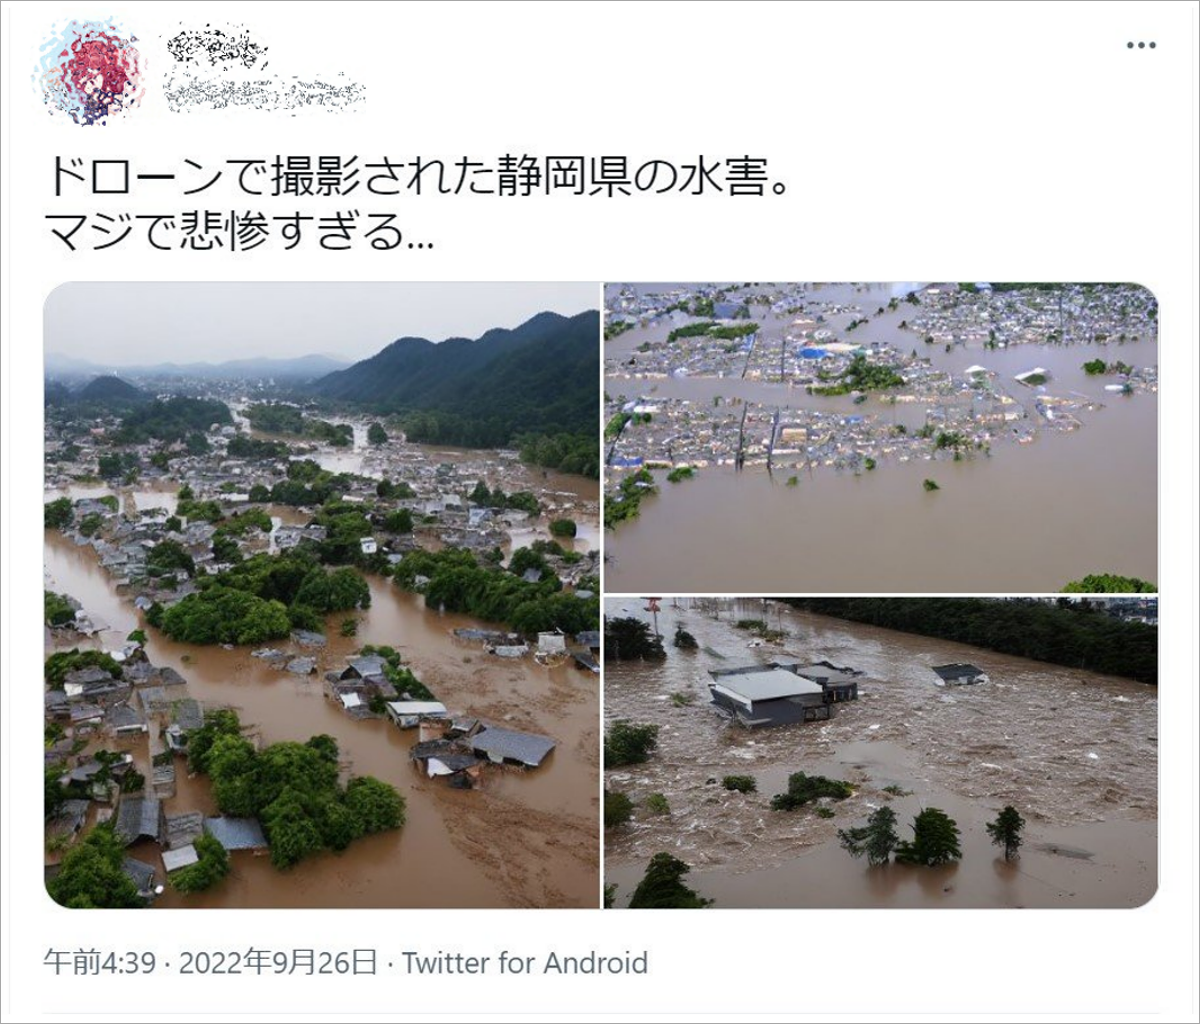 ドローンで撮影された静岡県の水害。
マジで悲惨すぎる...
午前4:39 · 2022年9月26日 · Twitter for Android